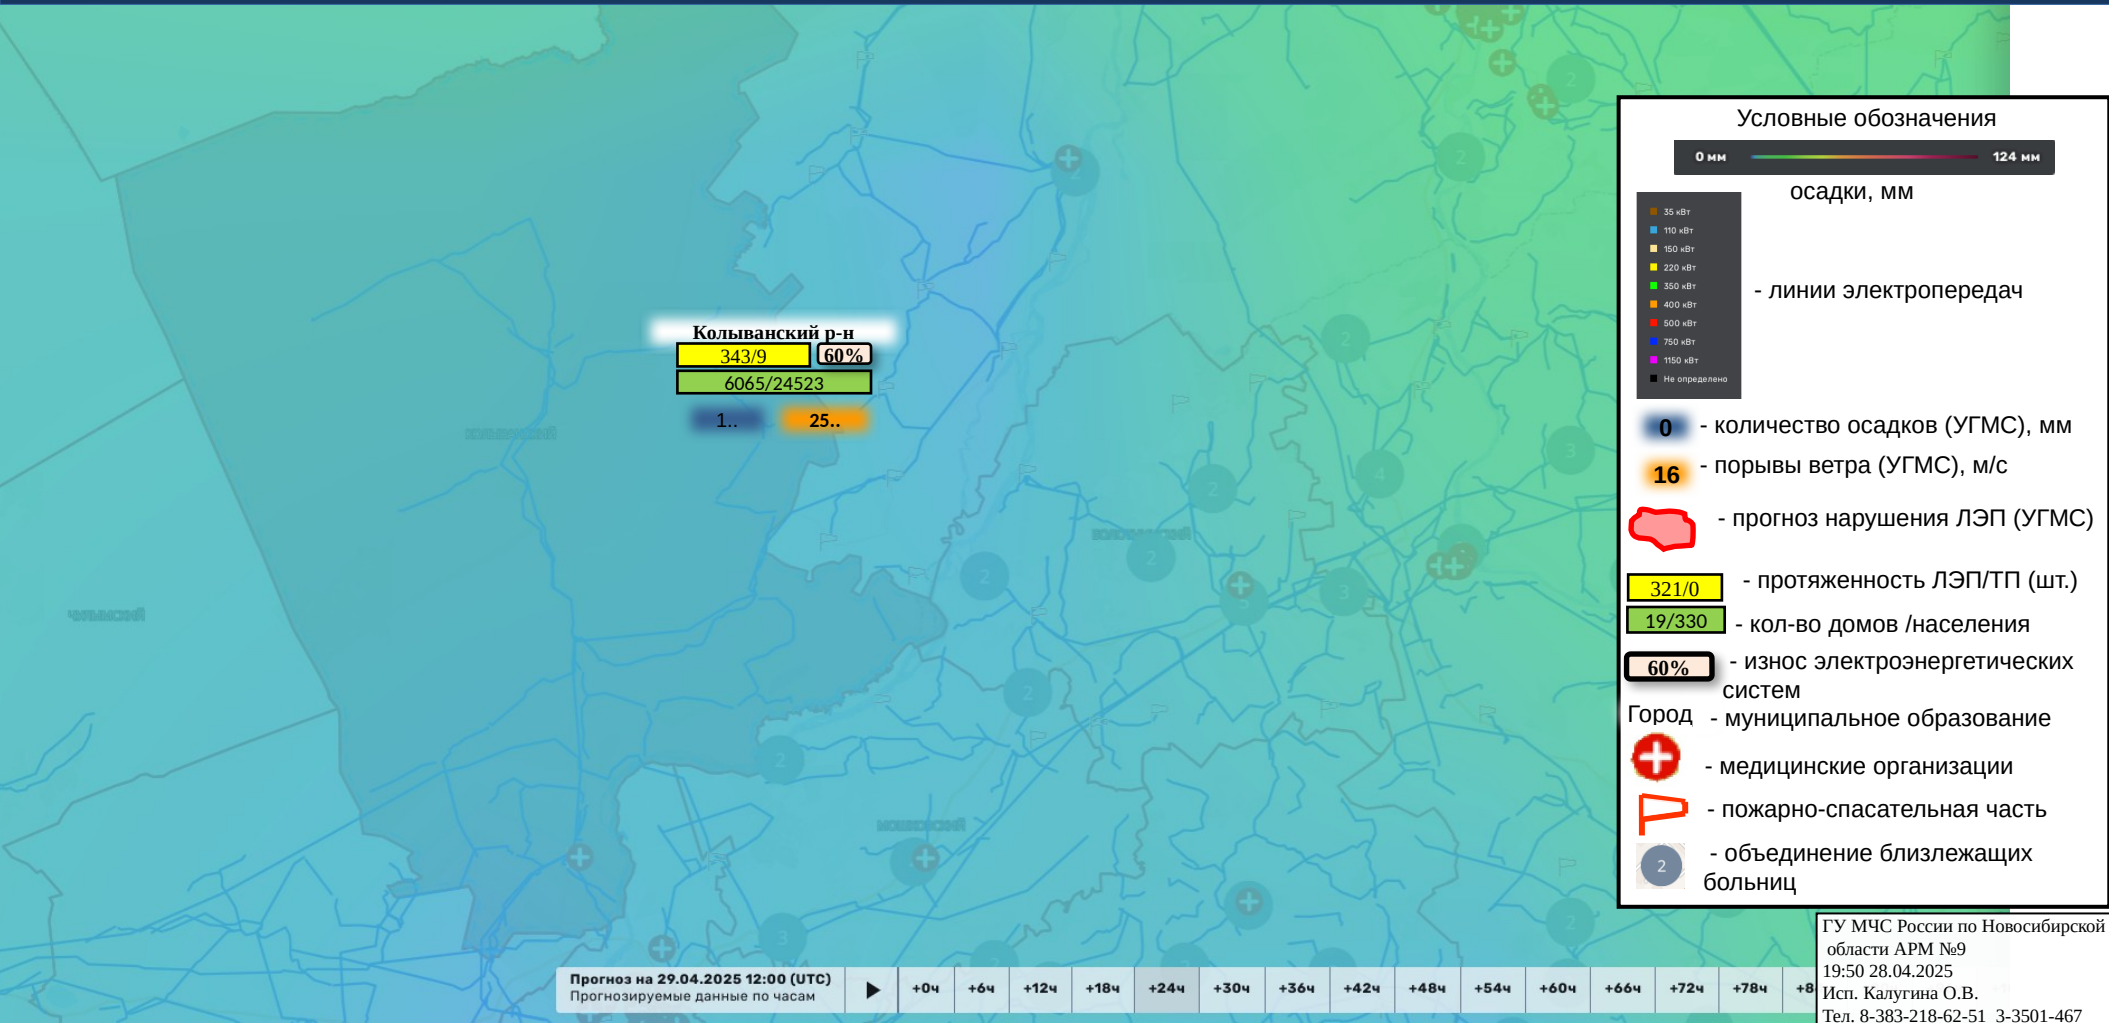 Колыванский р-н
343/9
60%
6065/24523
1..
25..
Условные обозначения
0 мм
124 мм
осадки, мм
35 кВт
110 кВт
150 кВт
220 кВт
350 кВт
400 кВт
500 кВт
750 кВт
1150 кВт
Не определено
- линии электропередач
0 - количество осадков (УГМС), мм
16 - порывы ветра (УГМС), м/с
- прогноз нарушения ЛЭП (УГМС)
321/0 - протяженность ЛЭП/ТП (шт.)
19/330 - кол-во домов /населения
60% - износ электроэнергетических
систем
Город - муниципальное образование
- медицинские организации
- пожарно-спасательная часть
2 - объединение близлежащих
больниц
ГУ МЧС России по Новосибирской
области АРМ №9
19:50 28.04.2025
Исп. Калугина О.В.
Тел. 8-383-218-62-51 3-3501-467
Прогноз на 29.04.2025 12:00 (UTC)
Прогнозируемые данные по часам
+0ч +6ч +12ч +18ч +24ч +30ч +36ч +42ч +48ч +54ч +60ч +66ч +72ч +78ч +8